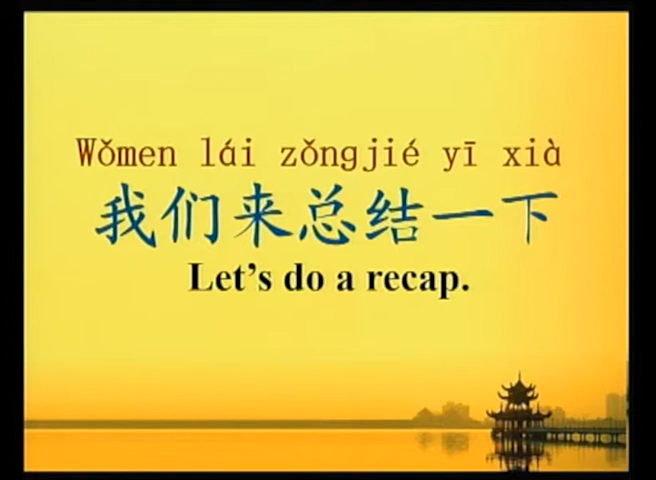 Wǒmen lái zǒngjié yī xià
我们来总结一下
Let's do a recap.